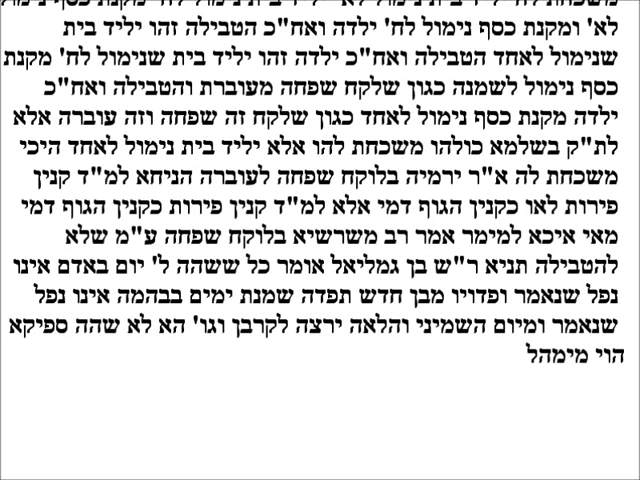 לא' ומקנת כסף נימול לח' ילדה ואח"כ הטבילה זהו יליד בית
שנימול לאחד הטבילה ואח"כ ילדה זהו יליד בית שנימול לח' מקנת
כסף נימול לשמנה כגון שלקח שפחה מעוברת והטבילה ואח"כ
ילדה מקנת כסף נימול לאחד כגון שלקח זה שפחה וזה עוברה אלא
לת"ק בשלמא כולהו משכחת להו אלא יליד בית נימול לאחד היכי
משכחת לה א"ר ירמיה בלוקח שפחה לעוברה הניחא למ"ד קנין
פירות לאו כקנין הגוף דמי אלא למ"ד קנין פירות כקנין הגוף דמי
מאי איכא למימר אמר רב משרשיא בלוקח שפחה ע"מ שלא
להטבילה תניא ר"ש בן גמליאל אומר כל ששהה ל' יום באדם אינו
נפל שנאמר ופדויו מבן חדש תפדה שמנת ימים בבהמה אינו נפל
שנאמר ומיום השמיני והלאה ירצה לקרבן וגו' הא לא שהה ספיקא
הוי מימהל